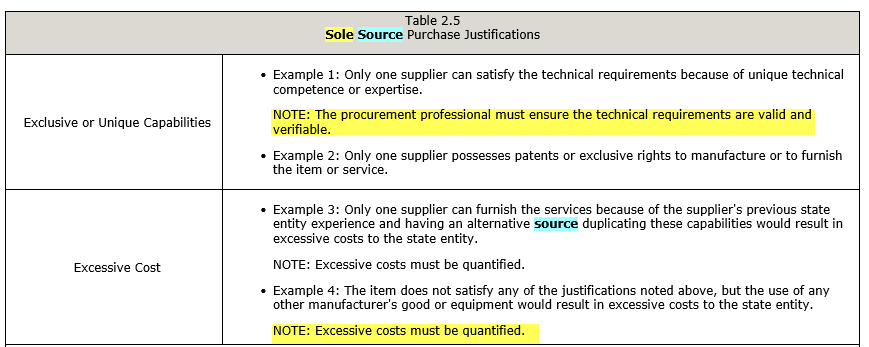 Table 2.5
Sole Source Purchase Justifications
Exclusive or Unique Capabilities
• Example 1: Only one supplier can satisfy the technical requirements because of unique technical
competence or expertise.
NOTE: The procurement professional must ensure the technical requirements are valid and
verifiable.
• Example 2: Only one supplier possesses patents or exclusive rights to manufacture or to furnish
the item or service.
Excessive Cost
• Example 3: Only one supplier can furnish the services because of the supplier's previous state
entity experience and having an alternative source duplicating these capabilities would result in
excessive costs to the state entity.
NOTE: Excessive costs must be quantified.
• Example 4: The item does not satisfy any of the justifications noted above, but the use of any
other manufacturer's good or equipment would result in excessive costs to the state entity.
NOTE: Excessive costs must be quantified.